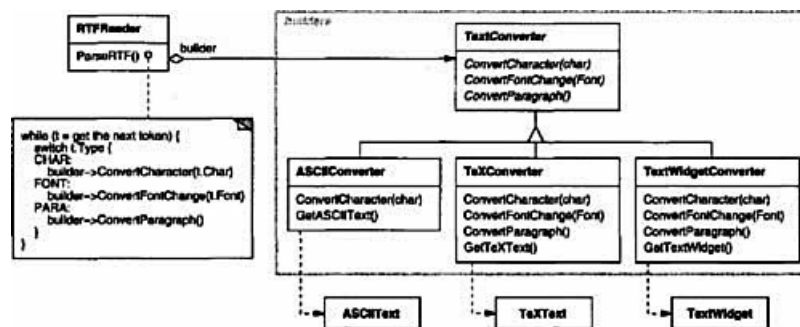 RTFReader
ParseRTF()
builder
builders
TextConverter
ConvertCharacter(char)
ConvertFontChange(Font)
ConvertParagraph()
while (t = get the next token) {
switch t.Type {
CHAR:
builder->ConvertCharacter(t.Char)
FONT:
builder->ConvertFontChange(t.Font)
PARA:
builder->ConvertParagraph()
}
}
ASCIIConverter
ConvertCharacter(char)
GetASCIIText()
TeXConverter
ConvertCharacter(char)
ConvertFontChange(Font)
ConvertParagraph()
GetTeXText()
TextWidgetConverter
ConvertCharacter(char)
ConvertFontChange(Font)
ConvertParagraph()
GetTextWidget()
ASCIIText
TeXText
TextWidget